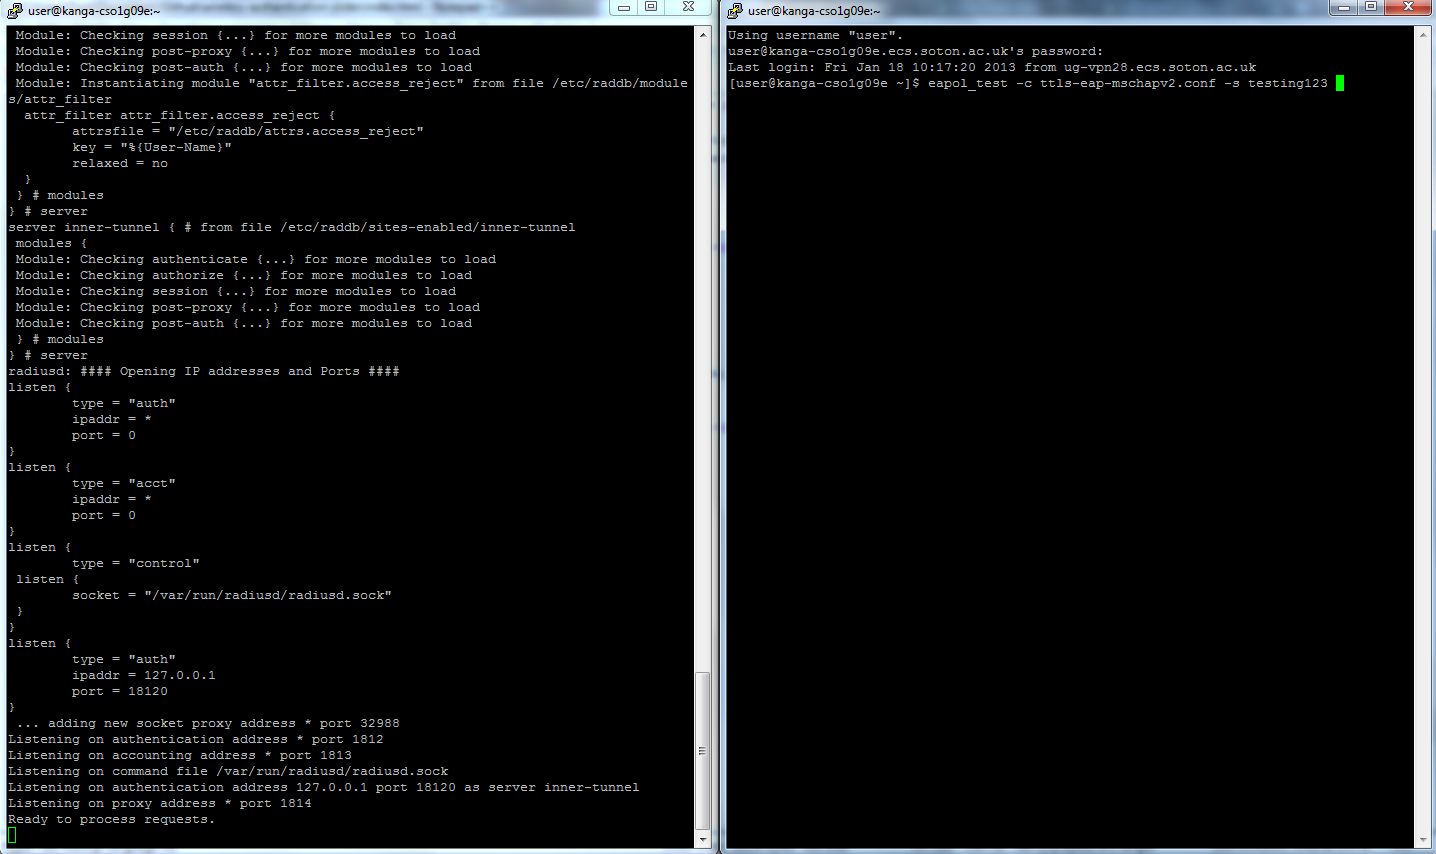 user@kanga-cso1g09e:~
 Module: Checking session {...} for more modules to load
 Module: Checking post-proxy {...} for more modules to load
 Module: Checking post-auth {...} for more modules to load
 Module: Instantiating module "attr_filter.access_reject" from file /etc/raddb/module
s/attr_filter
  attr_filter attr_filter.access_reject {
        attrsfile = "/etc/raddb/attrs.access_reject"
        key = "%{User-Name}"
        relaxed = no
  }
 } # modules
} # server
server inner-tunnel { # from file /etc/raddb/sites-enabled/inner-tunnel
 modules {
 Module: Checking authenticate {...} for more modules to load
 Module: Checking authorize {...} for more modules to load
 Module: Checking session {...} for more modules to load
 Module: Checking post-proxy {...} for more modules to load
 Module: Checking post-auth {...} for more modules to load
 } # modules
} # server
radiusd: #### Opening IP addresses and Ports ####
listen {
        type = "auth"
        ipaddr = *
        port = 0
}
listen {
        type = "acct"
        ipaddr = *
        port = 0
}
listen {
        type = "control"
 listen {
        socket = "/var/run/radiusd/radiusd.sock"
 }
}
listen {
        type = "auth"
        ipaddr = 127.0.0.1
        port = 18120
}
 ... adding new socket proxy address * port 32988
Listening on authentication address * port 1812
Listening on accounting address * port 1813
Listening on command file /var/run/radiusd/radiusd.sock
Listening on authentication address 127.0.0.1 port 18120 as server inner-tunnel
Listening on proxy address * port 1814
Ready to process requests.
user@kanga-cso1g09e:~
Using username "user".
user@kanga-cso1g09e.ecs.soton.ac.uk's password:
Last login: Fri Jan 18 10:17:20 2013 from ug-vpn28.ecs.soton.ac.uk
[user@kanga-cso1g09e ~]$ eapol_test -c ttls-eap-mschapv2.conf -s testing123